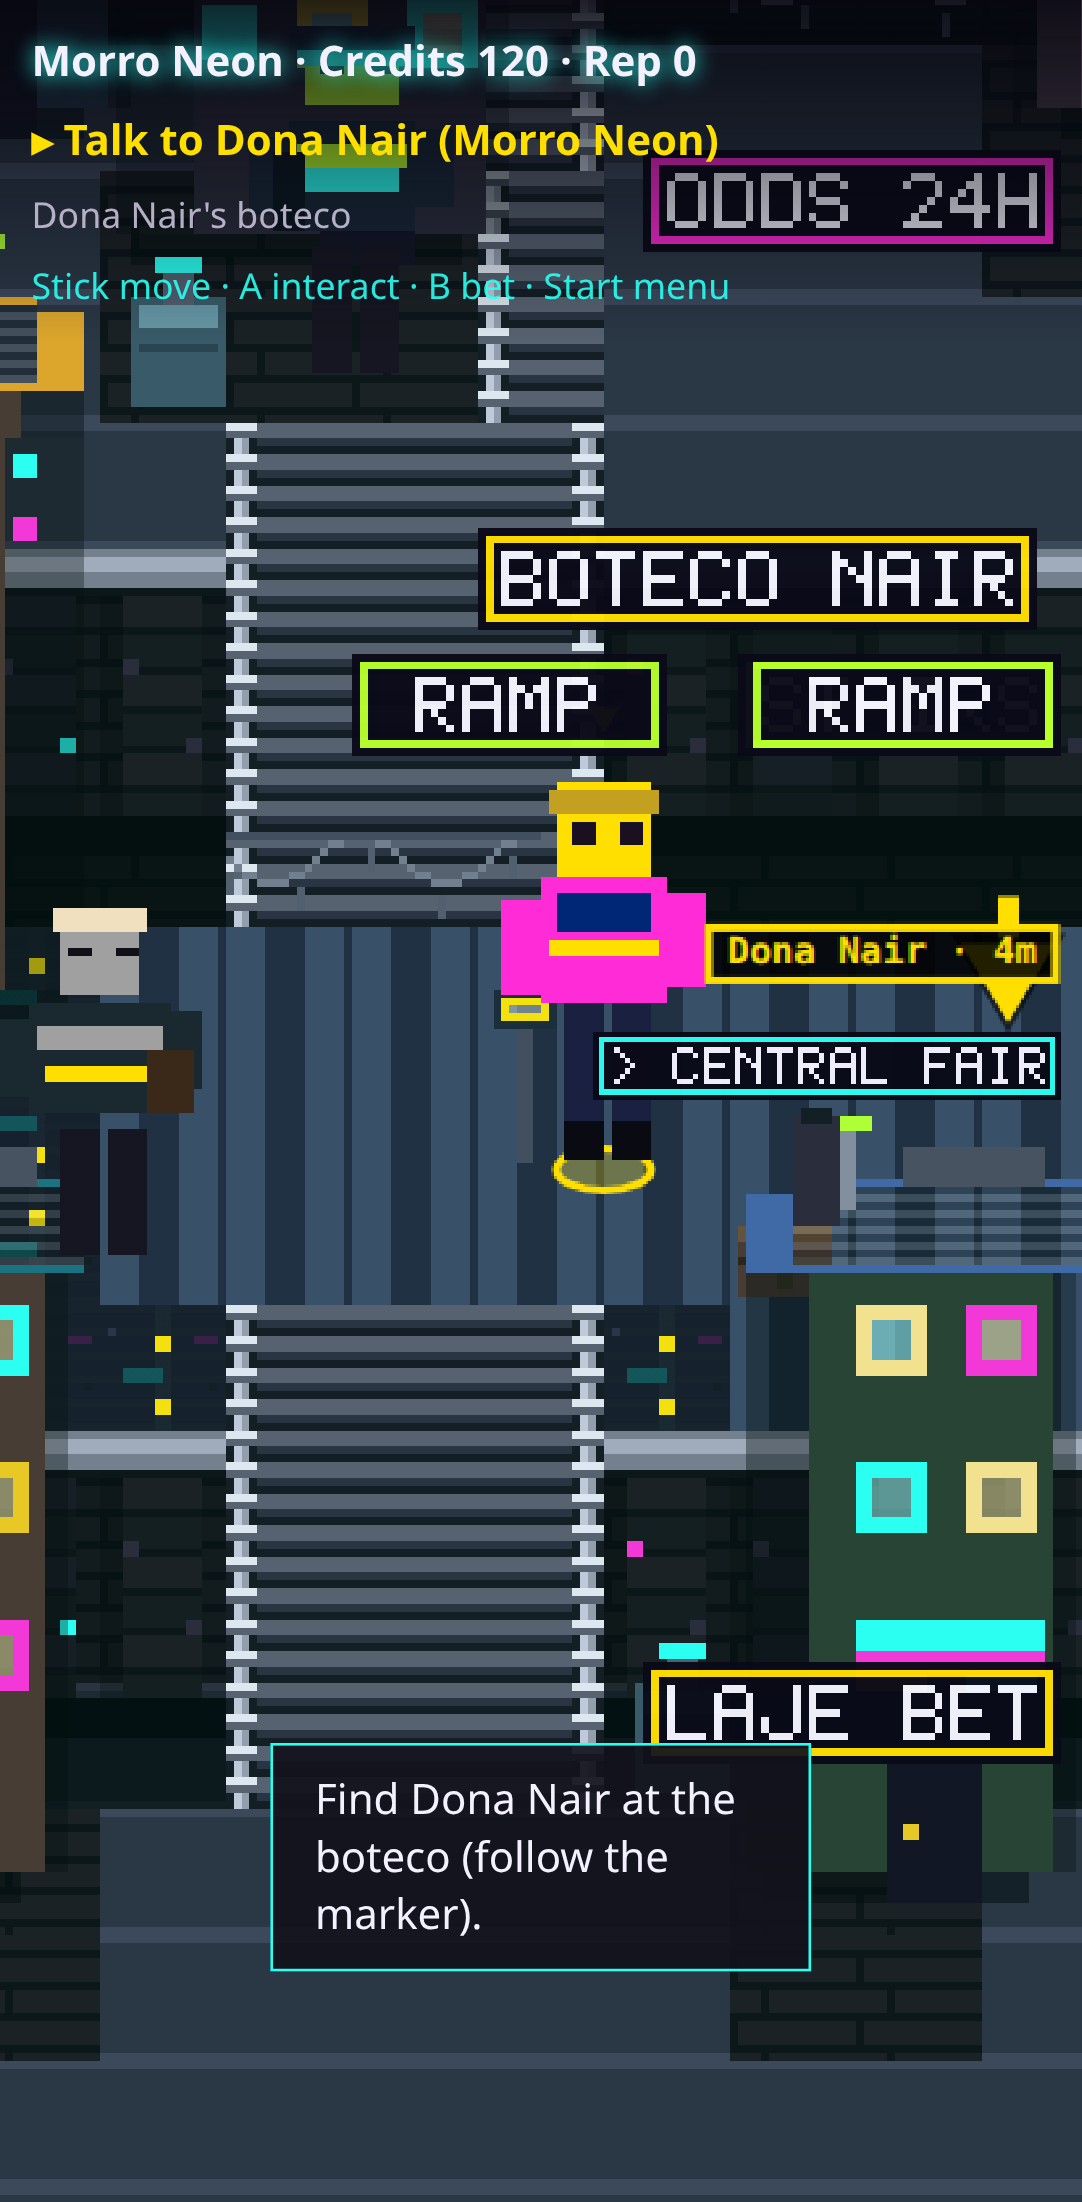 Morro Neon · Credits 120 · Rep 0
▸ Talk to Dona Nair (Morro Neon)
ODDS 24H
Dona Nair's boteco
Stick move · A interact · B bet · Start menu
BOTECO NAIR
RAMP
RAMP
Dona Nair · 4m
> CENTRAL FAIR
LAJE BET
Find Dona Nair at the
boteco (follow the
marker).